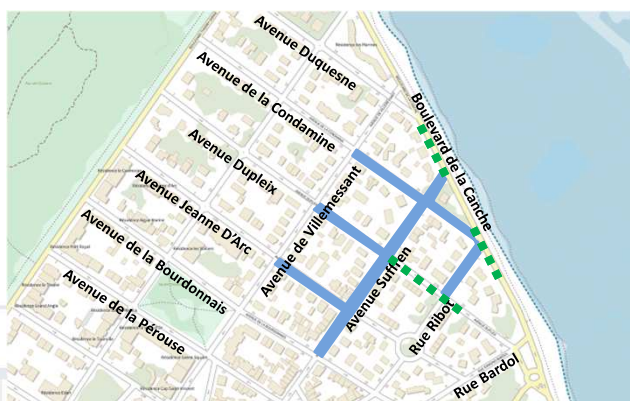 Avenue Duquesne
Avenue de la Condamine
Boulevard de la Canche
Avenue Dupleix
Avenue Jeanne D'Arc
Avenue de Villemessant
Avenue de la Bourdonnais
Avenue Suffren
Avenue de la Pérouse
Rue Ribot
Rue Bardol